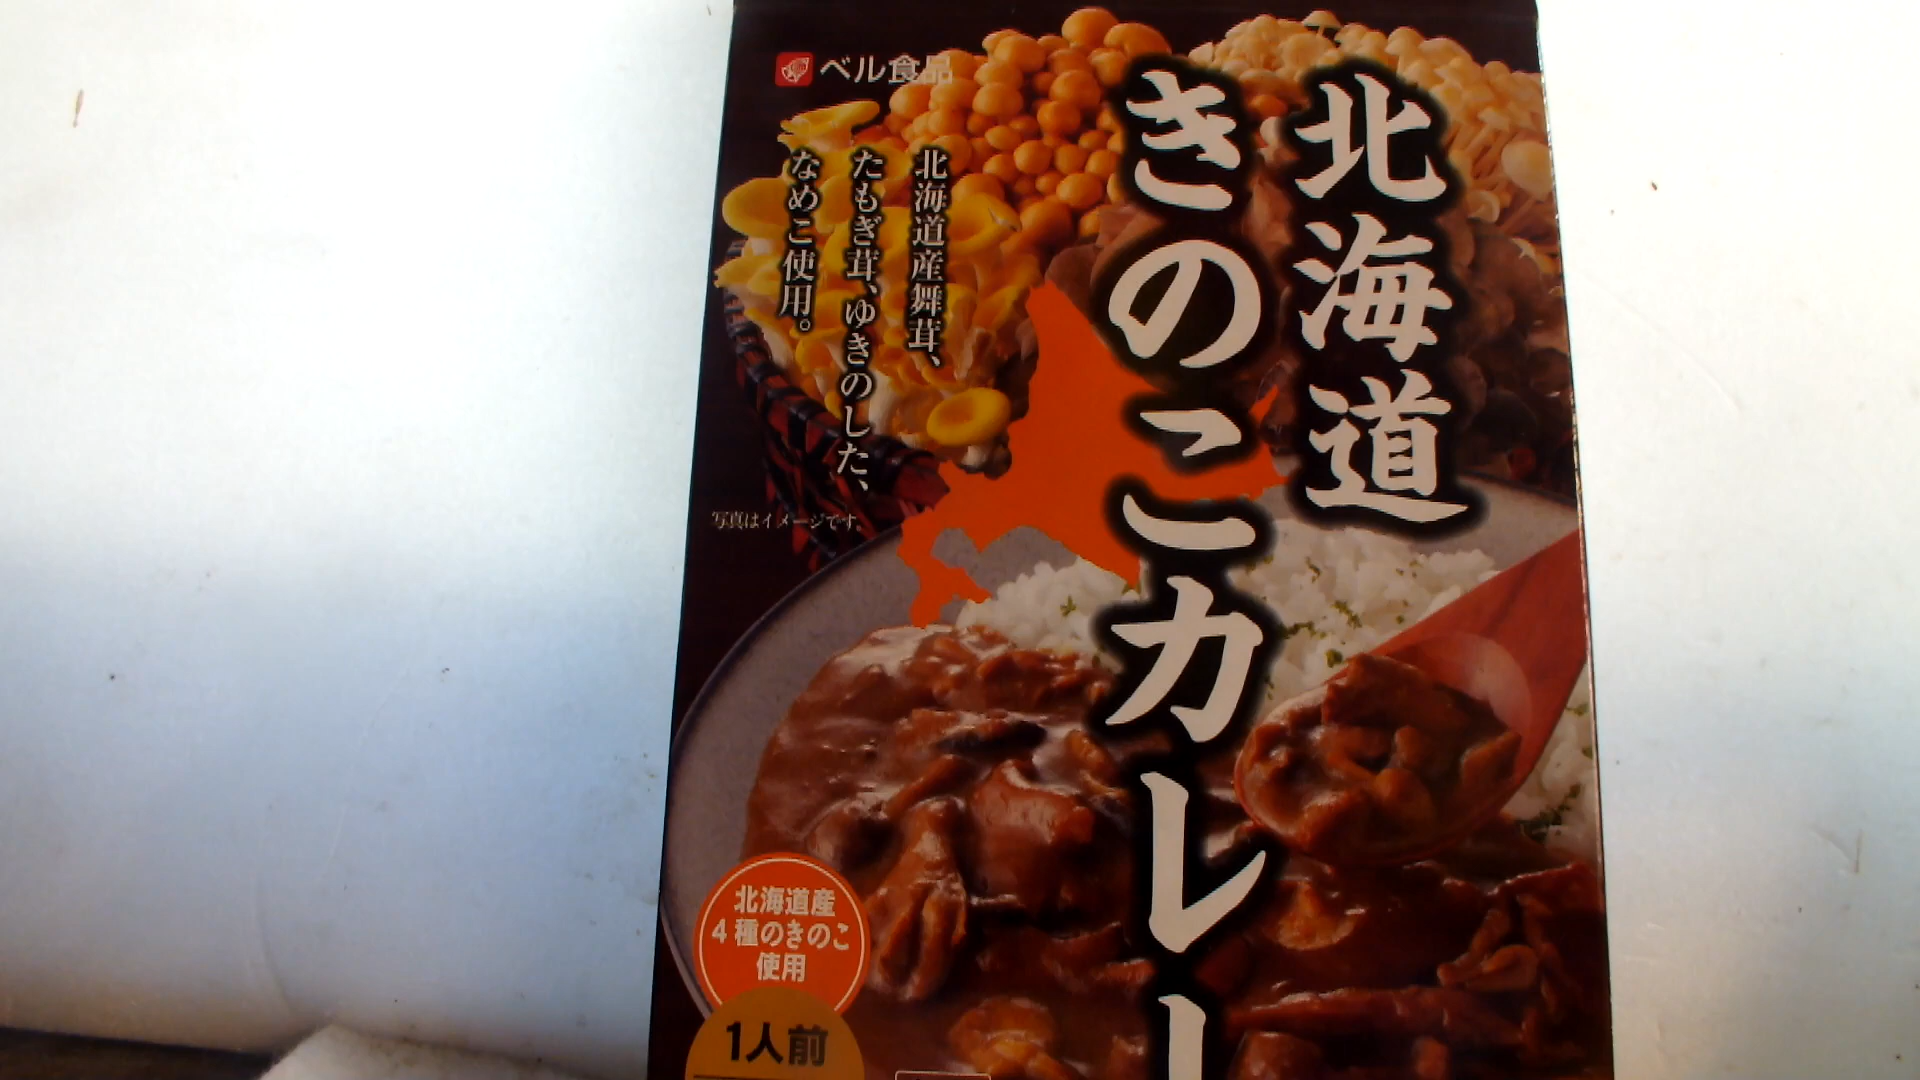 ベル食品
北海道
きのこカレー
北海道産舞茸、
たもぎ茸、ゆきのした、
なめこ使用。
写真はイメージです。
北海道産
4種のきのこ
使用
1人前